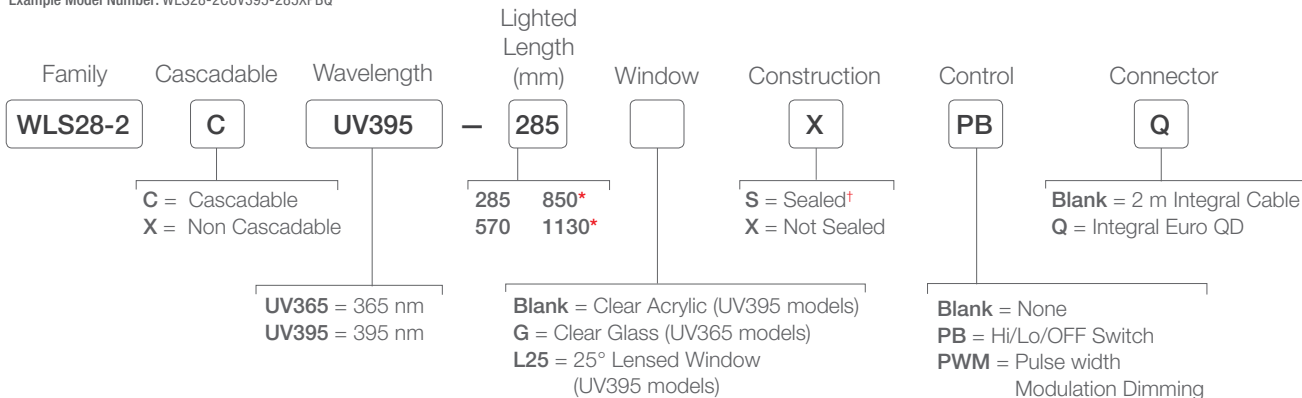 Example Model Number: WLS28-2CUV395-285XPBQ
Family
Cascadable
Wavelength
Lighted
Length
(mm)
Window
Construction
Control
Connector
WLS28-2
C
UV395
–
285
X
PB
Q
C = Cascadable
X = Non Cascadable
285 850*
570 1130*
S = Sealed†
X = Not Sealed
Blank = 2 m Integral Cable
Q = Integral Euro QD
UV365 = 365 nm
UV395 = 395 nm
Blank = Clear Acrylic (UV395 models)
G = Clear Glass (UV365 models)
L25 = 25° Lensed Window
(UV395 models)
Blank = None
PB = Hi/Lo/OFF Switch
PWM = Pulse width
Modulation Dimming